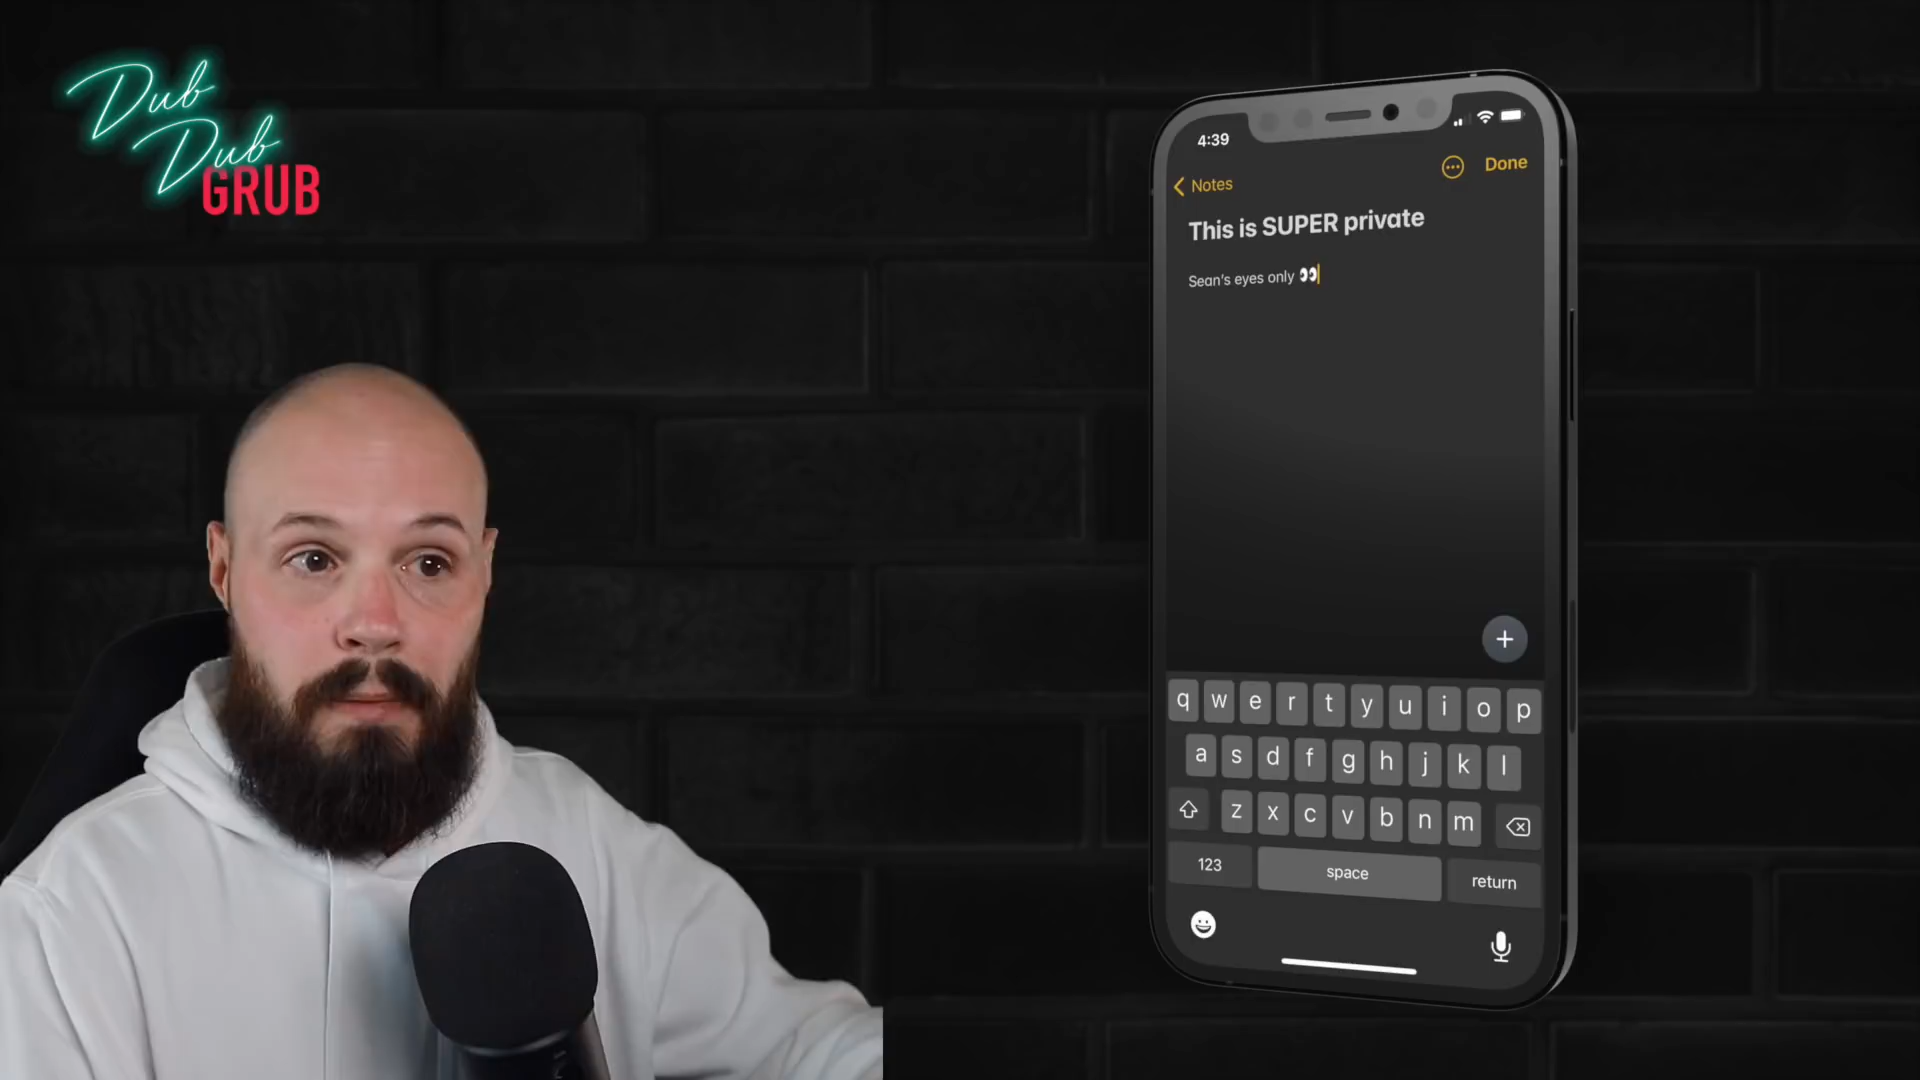 Dub
Dub
GRUB
4:39
Notes
Done
This is SUPER private
Sean's eyes only 👀
q w e r t y u i o p
a s d f g h j k l
z x c v b n m
123 space return